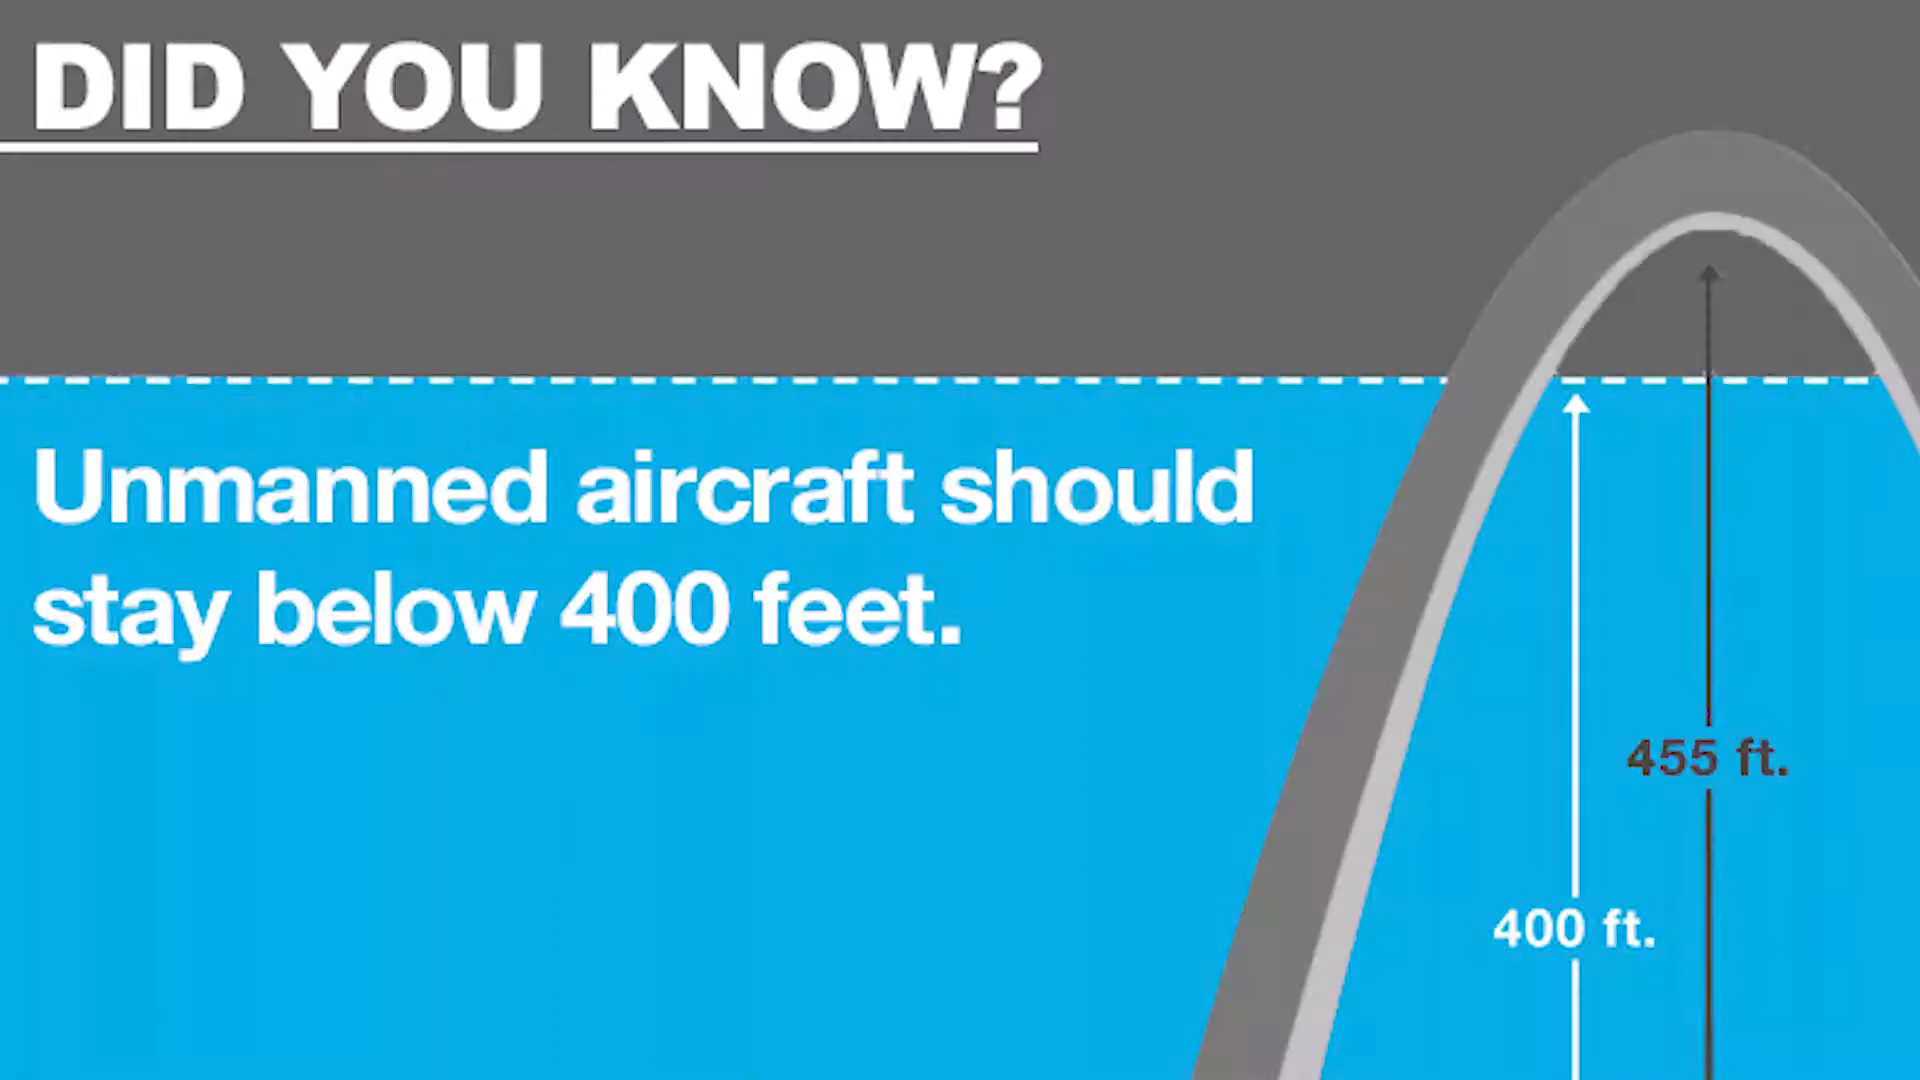 DID YOU KNOW?
Unmanned aircraft should
stay below 400 feet.
455 ft.
400 ft.